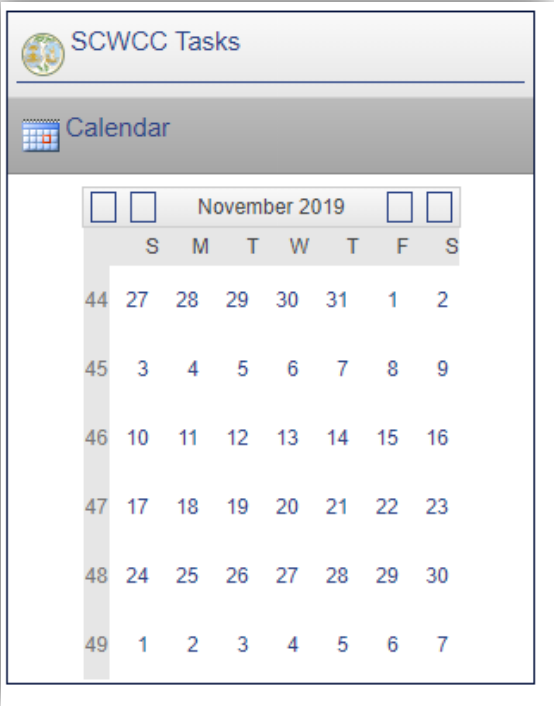 SCWCC Tasks
Calendar
November 2019
S M T W T F S
44 27 28 29 30 31 1 2
45 3 4 5 6 7 8 9
46 10 11 12 13 14 15 16
47 17 18 19 20 21 22 23
48 24 25 26 27 28 29 30
49 1 2 3 4 5 6 7